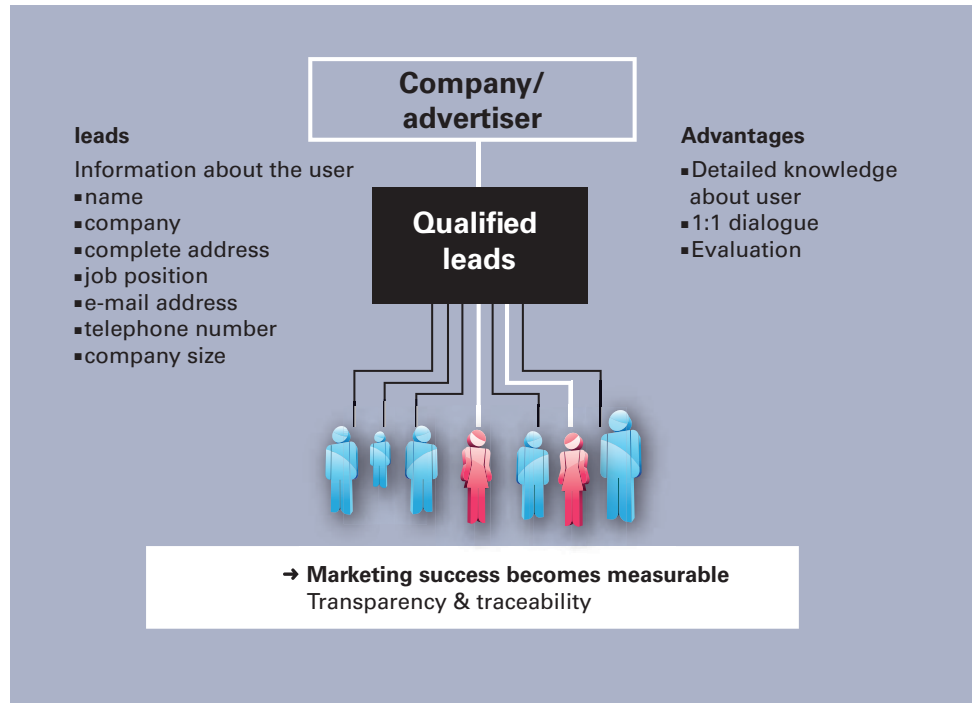 Company/
advertiser
leads
Information about the user
▪name
▪company
▪complete address
▪job position
▪e-mail address
▪telephone number
▪company size
Qualified
leads
Advantages
▪Detailed knowledge
about user
▪1:1 dialogue
▪Evaluation
➔ Marketing success becomes measurable
Transparency & traceability